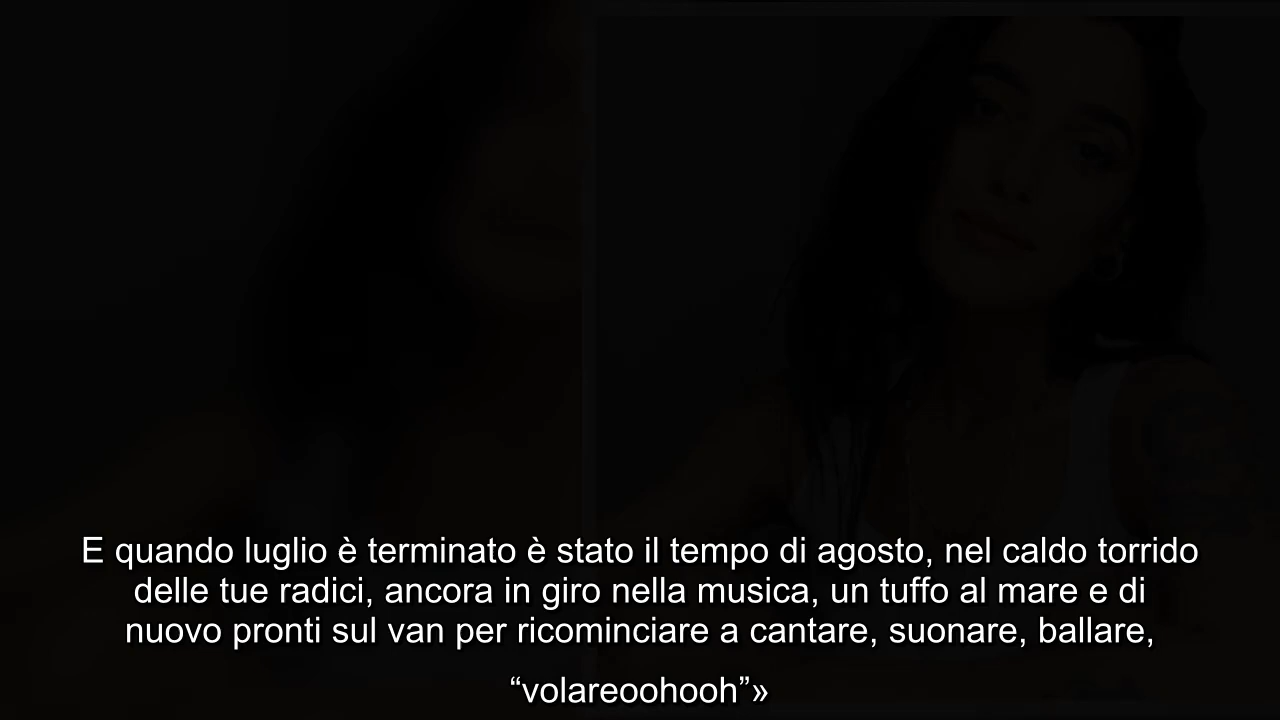 E quando luglio è terminato è stato il tempo di agosto, nel caldo torrido
delle tue radici, ancora in giro nella musica, un tuffo al mare e di
nuovo pronti sul van per ricominciare a cantare, suonare, ballare,
“volareoohooh”»